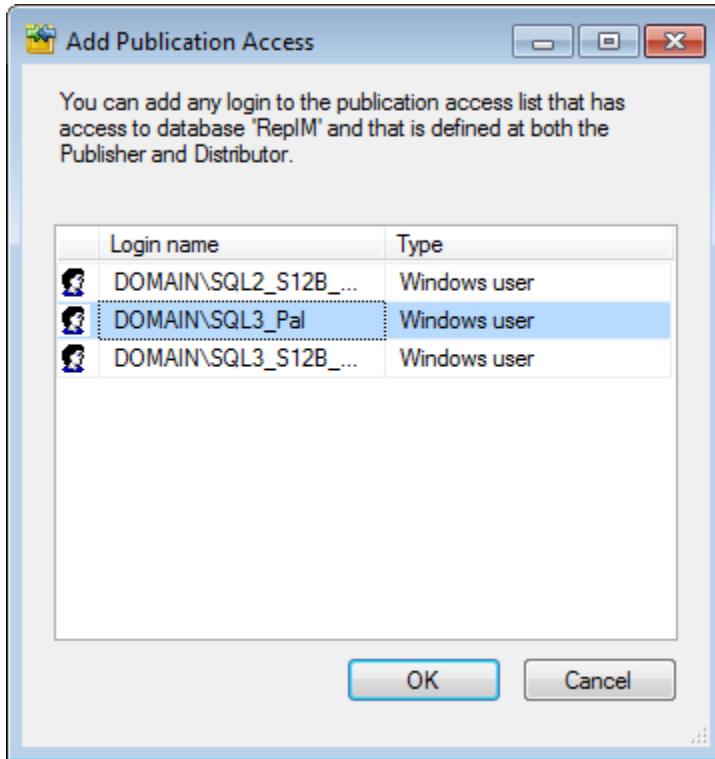 Add Publication Access
You can add any login to the publication access list that has
access to database 'ReplM' and that is defined at both the
Publisher and Distributor.
Login name Type
DOMAIN\SQL2_S12B_... Windows user
DOMAIN\SQL3_Pal Windows user
DOMAIN\SQL3_S12B_... Windows user
OK Cancel